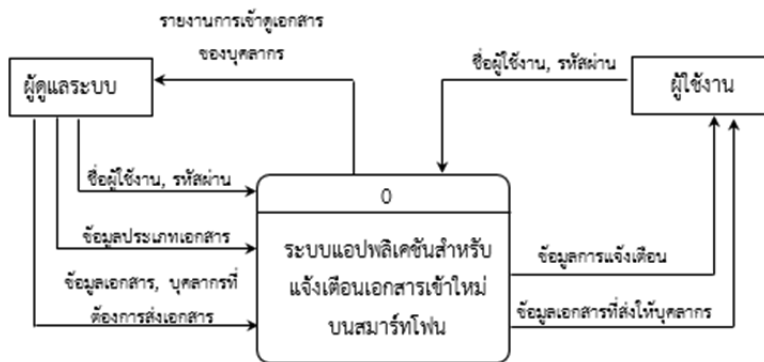 รายงานการเข้าดูเอกสาร
ของบุคลากร
ผู้ดูแลระบบ
ชื่อผู้ใช้งาน, รหัสผ่าน
ผู้ใช้งาน
ชื่อผู้ใช้งาน, รหัสผ่าน
0
ข้อมูลประเภทเอกสาร
ระบบแอปพลิเคชันสำหรับ
แจ้งเตือนเอกสารเข้าใหม่
บนสมาร์ทโฟน
ข้อมูลเอกสาร, บุคลากรที่
ต้องการส่งเอกสาร
ข้อมูลการแจ้งเตือน
ข้อมูลเอกสารที่ส่งให้บุคลากร